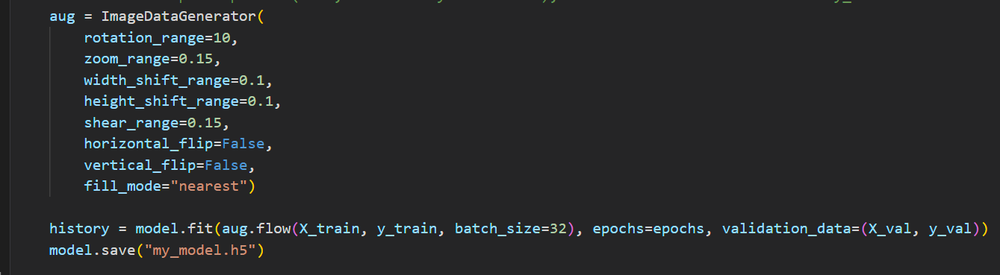 aug = ImageDataGenerator(
    rotation_range=10,
    zoom_range=0.15,
    width_shift_range=0.1,
    height_shift_range=0.1,
    shear_range=0.15,
    horizontal_flip=False,
    vertical_flip=False,
    fill_mode="nearest")
history = model.fit(aug.flow(X_train, y_train, batch_size=32), epochs=epochs, validation_data=(X_val, y_val))
model.save("my_model.h5")